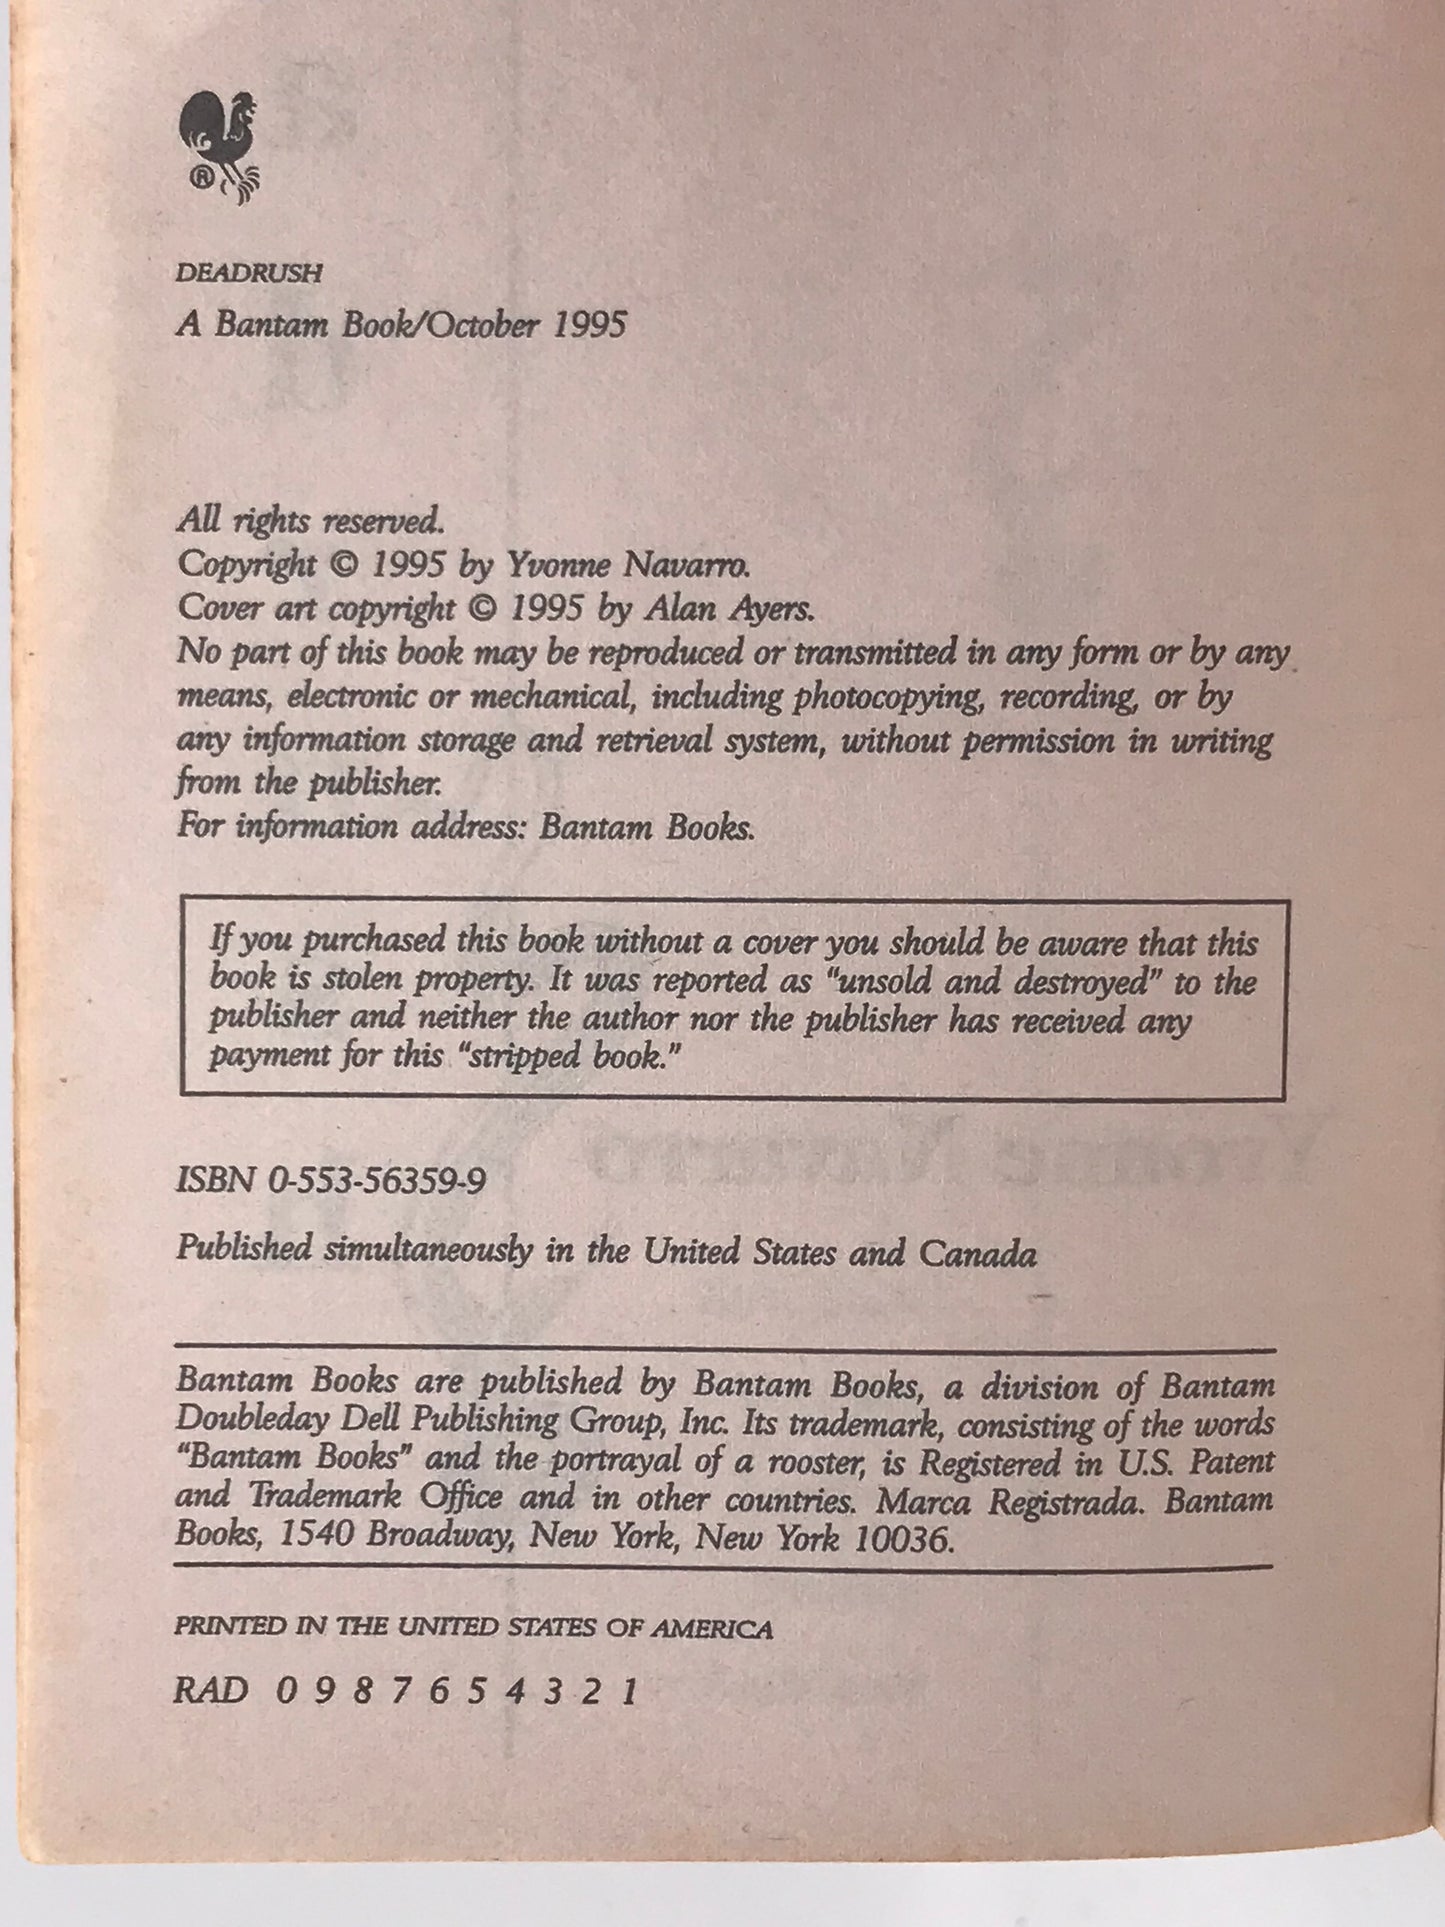 ®
DEADRUSH
A Bantam Book/October 1995
All rights reserved.
Copyright © 1995 by Yvonne Navarro.
Cover art copyright © 1995 by Alan Ayers.
No part of this book may be reproduced or transmitted in any form or by any
means, electronic or mechanical, including photocopying, recording, or by
any information storage and retrieval system, without permission in writing
from the publisher.
For information address: Bantam Books.
If you purchased this book without a cover you should be aware that this
book is stolen property. It was reported as “unsold and destroyed” to the
publisher and neither the author nor the publisher has received any
payment for this “stripped book.”
ISBN 0-553-56359-9
Published simultaneously in the United States and Canada
Bantam Books are published by Bantam Books, a division of Bantam
Doubleday Dell Publishing Group, Inc. Its trademark, consisting of the words
“Bantam Books” and the portrayal of a rooster, is Registered in U.S. Patent
and Trademark Office and in other countries. Marca Registrada. Bantam
Books, 1540 Broadway, New York, New York 10036.
PRINTED IN THE UNITED STATES OF AMERICA
RAD 0 9 8 7 6 5 4 3 2 1